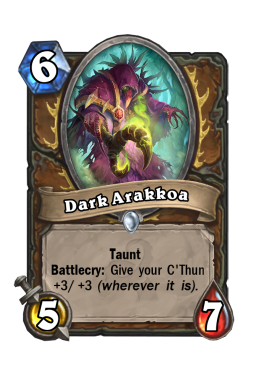 6
Dark Arakkoa
Taunt
Battlecry: Give your C'Thun
+3/ +3 (wherever it is).
5
7